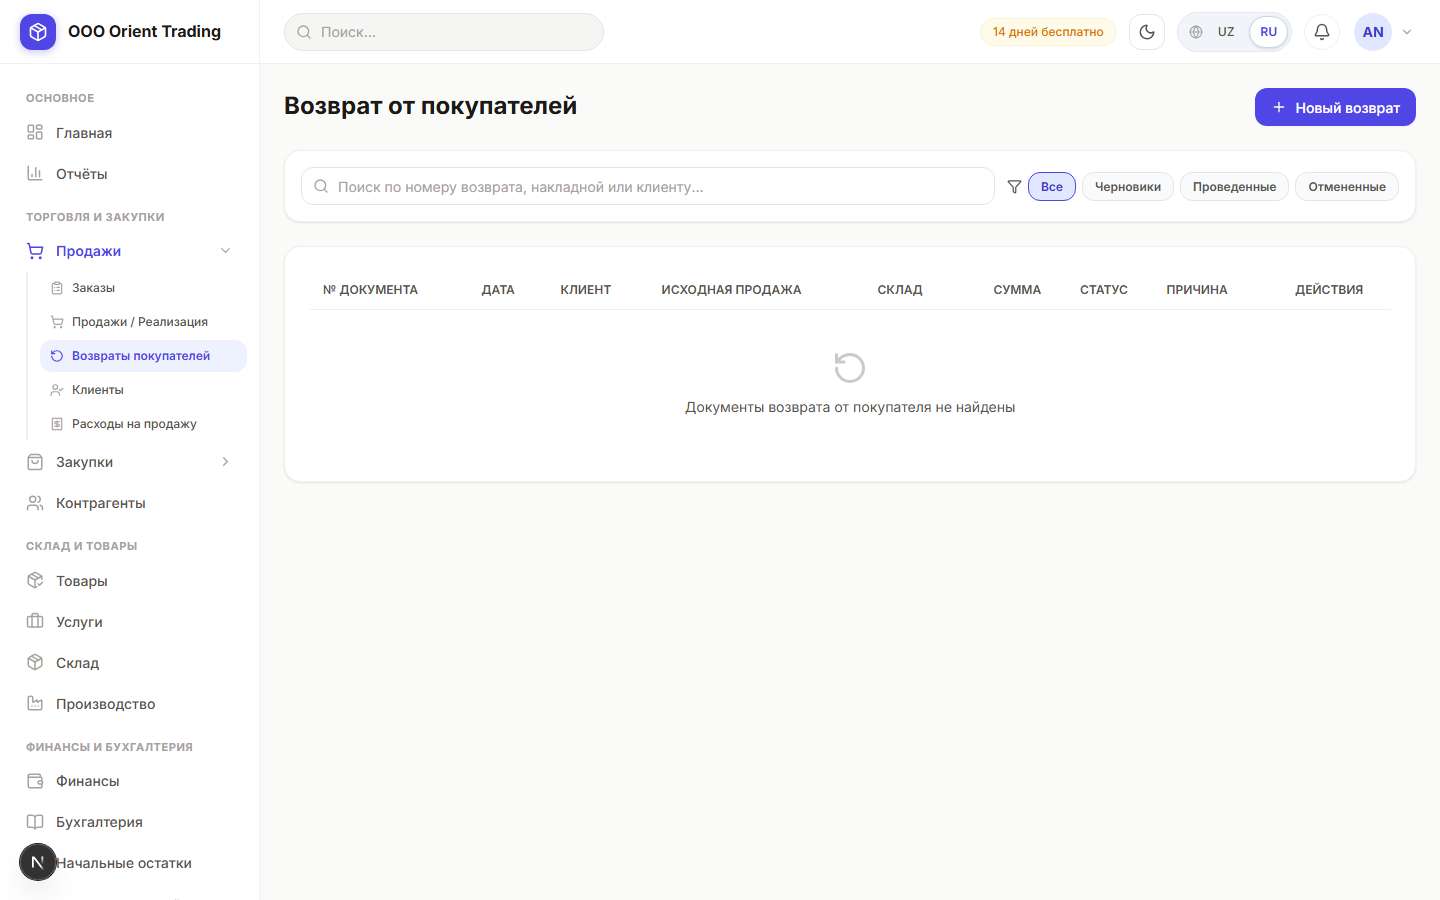 ООО Orient Trading
Поиск...
14 дней бесплатно
UZ
RU
AN
ОСНОВНОЕ
Главная
Отчёты
ТОРГОВЛЯ И ЗАКУПКИ
Продажи
Заказы
Продажи / Реализация
Возвраты покупателей
Клиенты
Расходы на продажу
Закупки
Контрагенты
СКЛАД И ТОВАРЫ
Товары
Услуги
Склад
Производство
ФИНАНСЫ И БУХГАЛТЕРИЯ
Финансы
Бухгалтерия
N
Начальные остатки
Возврат от покупателей
Новый возврат
Поиск по номеру возврата, накладной или клиенту...
Все
Черновики
Проведенные
Отмененные
№ ДОКУМЕНТА ДАТА КЛИЕНТ ИСХОДНАЯ ПРОДАЖА СКЛАД СУММА СТАТУС ПРИЧИНА ДЕЙСТВИЯ
Документы возврата от покупателя не найдены